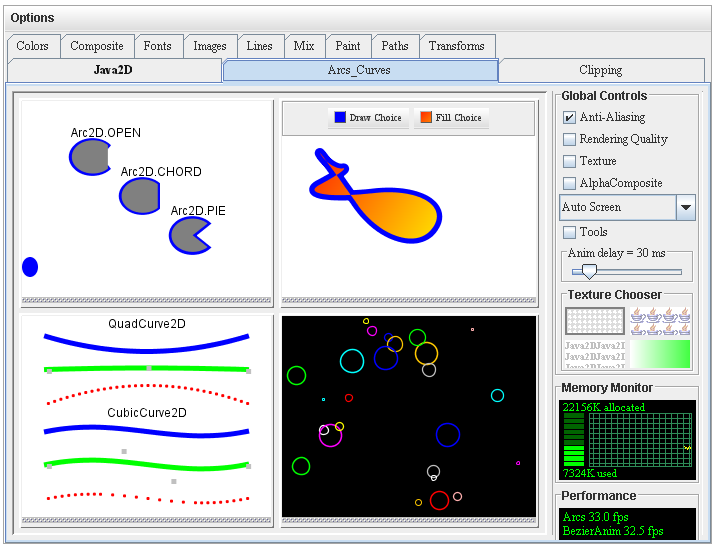 Options
Colors Composite Fonts Images Lines Mix Paint Paths Transforms
Java2D Arcs_Curves Clipping
Arc2D.OPEN
Arc2D.CHORD
Arc2D.PIE
Draw Choice Fill Choice
QuadCurve2D
CubicCurve2D
Global Controls
Anti-Aliasing
Rendering Quality
Texture
AlphaComposite
Auto Screen
Tools
Anim delay = 30 ms
Texture Chooser
Java2DJava2D
Java2DJava2D
Java2DJava2D
Memory Monitor
22156K allocated
7324K used
Performance
Arcs 33.0 fps
BezierAnim 32.5 fps